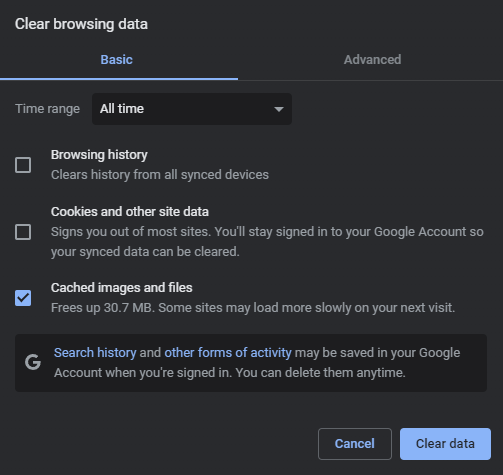 Clear browsing data
Basic
Advanced
Time range
All time
Browsing history
Clears history from all synced devices
Cookies and other site data
Signs you out of most sites. You'll stay signed in to your Google Account so
your synced data can be cleared.
Cached images and files
Frees up 30.7 MB. Some sites may load more slowly on your next visit.
Search history and other forms of activity may be saved in your Google
Account when you're signed in. You can delete them anytime.
Cancel
Clear data